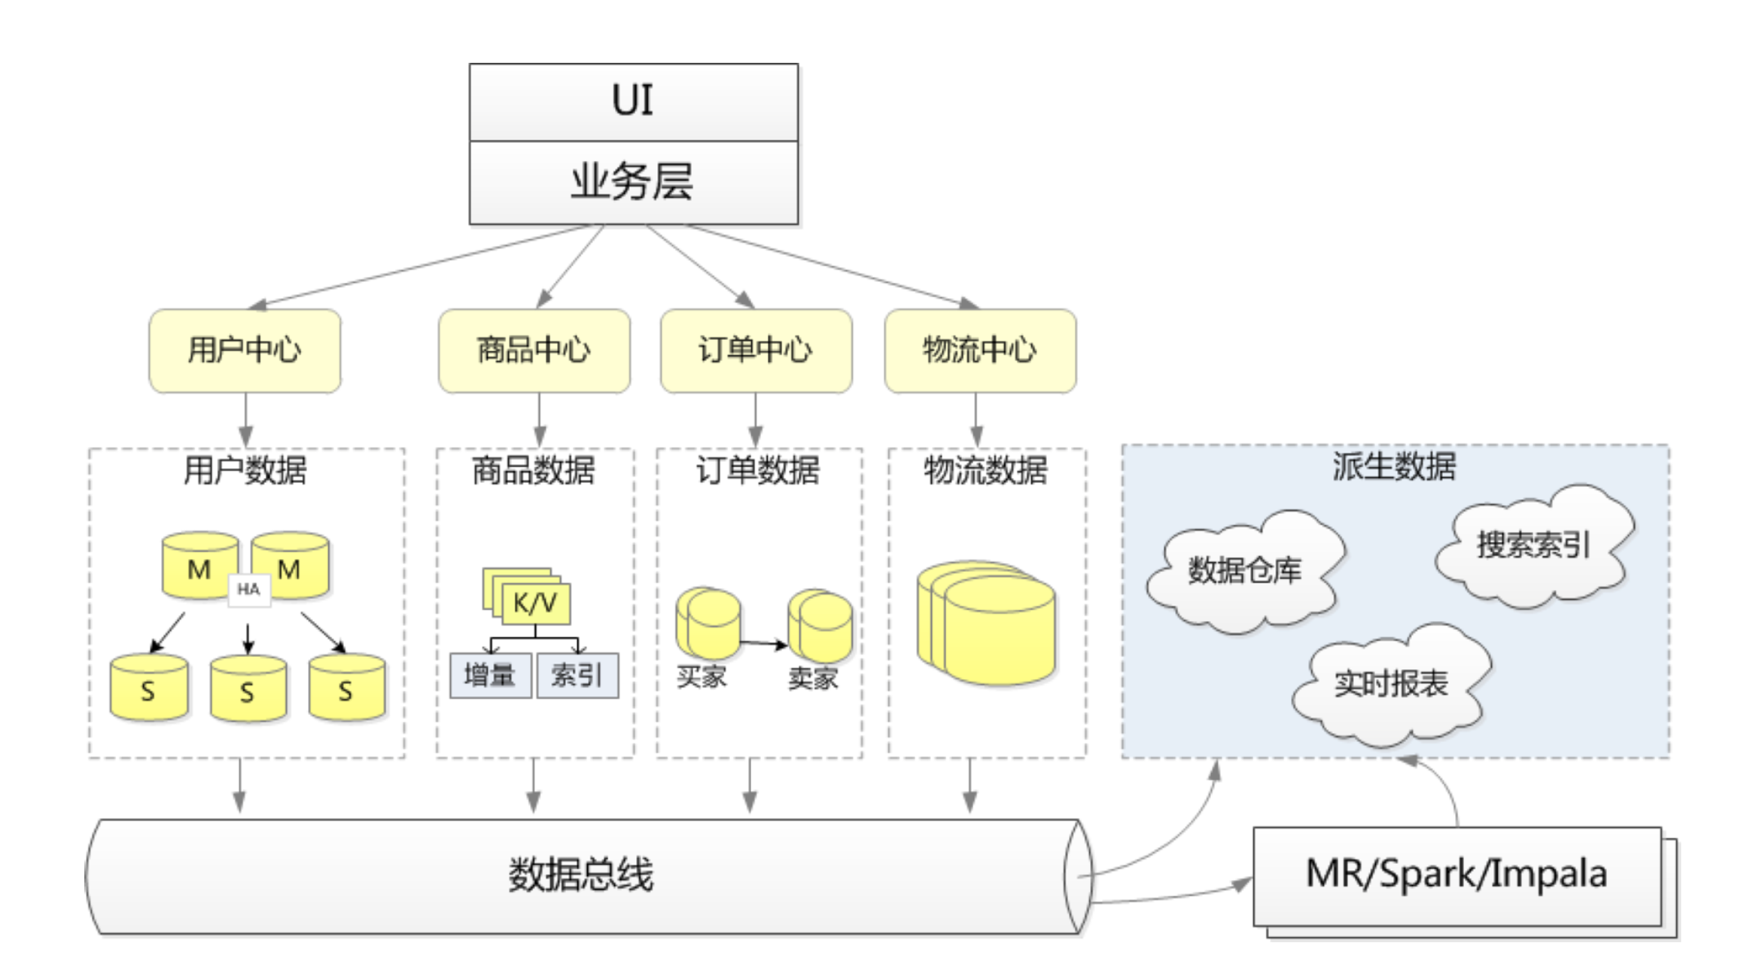 UI
业务层
用户中心
商品中心
订单中心
物流中心
用户数据
M
M
HA
S
S
S
商品数据
K/V
增量
索引
订单数据
买家
卖家
物流数据
派生数据
数据仓库
搜索索引
实时报表
数据总线
MR/Spark/Impala